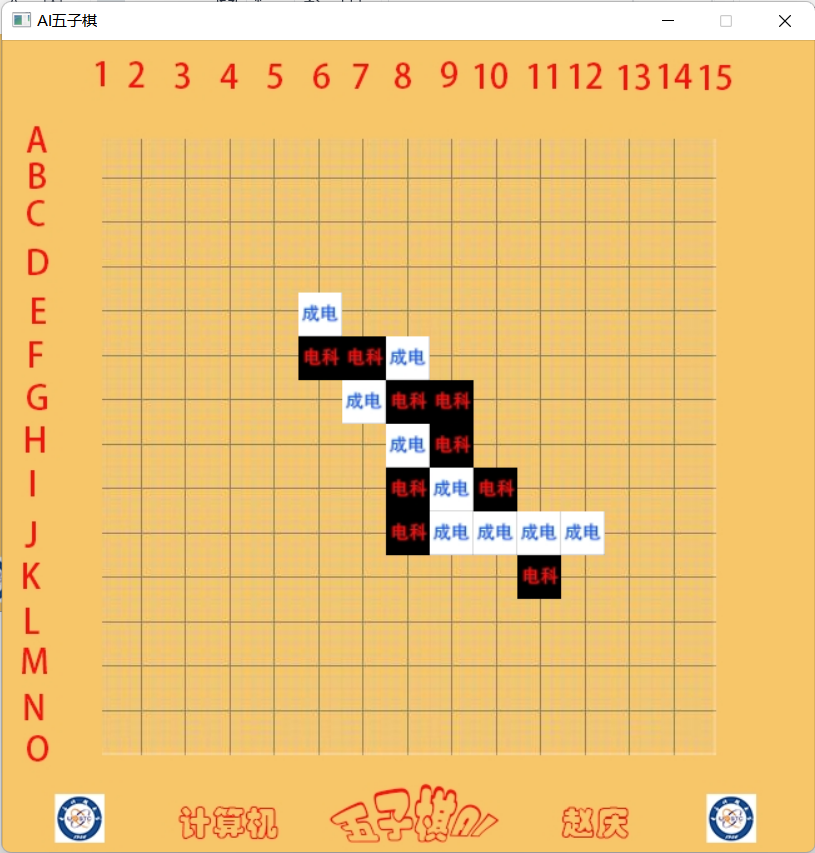 AI五子棋
1 2 3 4 5 6 7 8 9 10 11 12 13 14 15
A
B
C
D
E
成电
F
电科 电科 成电
G
成电 电科 电科
H
成电 电科
I
电科 成电 电科
J
电科 成电 成电 成电 成电
K
电科
L
M
N
O
计算机 五子棋AI 赵庆